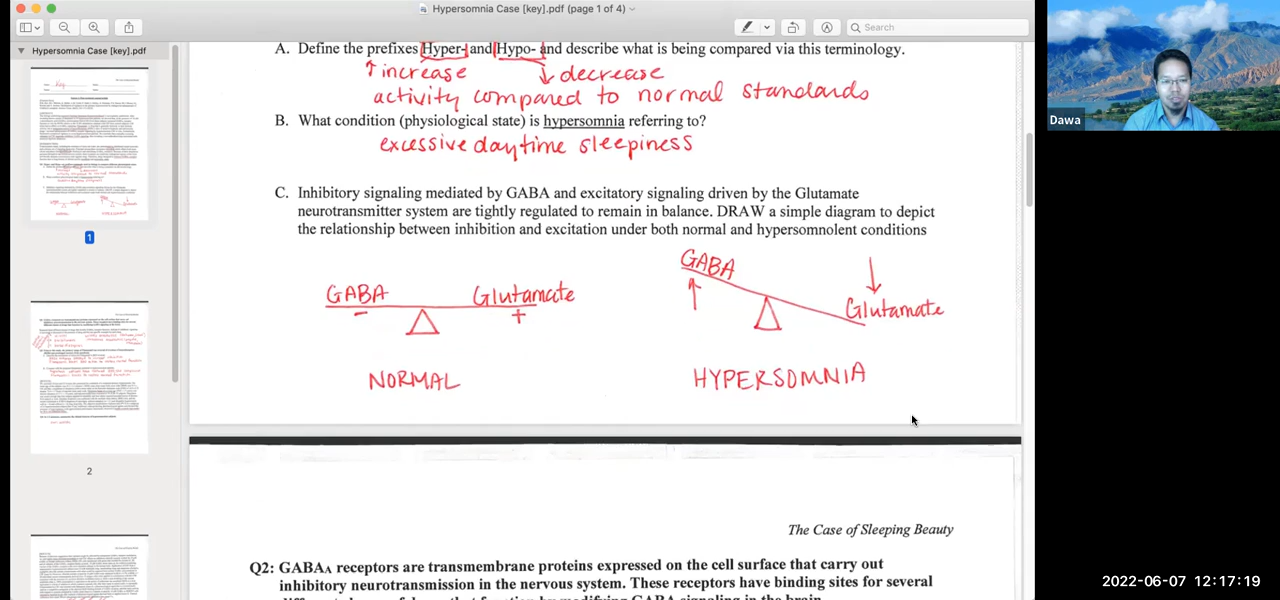 Hypersomnia Case [key].pdf (page 1 of 4)
Search
Hypersomnia Case [key].pdf
1
2
A. Define the prefixes Hyper- and Hypo- and describe what is being compared via this terminology.
↑ increase ↓ decrease
activity compared to normal standards
B. What condition (physiological state) is hypersomnia referring to?
excessive daytime sleepiness
C. Inhibitory signaling mediated by GABA and excitatory signaling driven by the Glutamate
neurotransmitter system are tightly regulated to remain in balance. DRAW a simple diagram to depict
the relationship between inhibition and excitation under both normal and hypersomnolent conditions
GABA Glutamate
− +
NORMAL
GABA
↑ ↓
Glutamate
HYPERSOMNIA
The Case of Sleeping Beauty
Q2: GABAA receptors are transmembrane proteins expressed on the cell surface that carry out
inhibitory neurotransmission in the nervous system. These receptors have binding sites for several
Dawa
2022-06-07 12:17:19